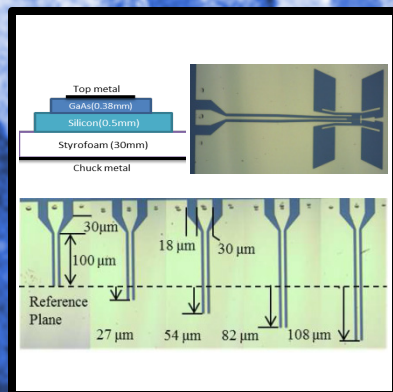 Top metal
GaAs(0.38mm)
Silicon(0.5mm)
Styrofoam (30mm)
Chuck metal
30µm
18 µm
30 µm
100 µm
Reference
Plane
27 µm
54 µm
82 µm
108 µm